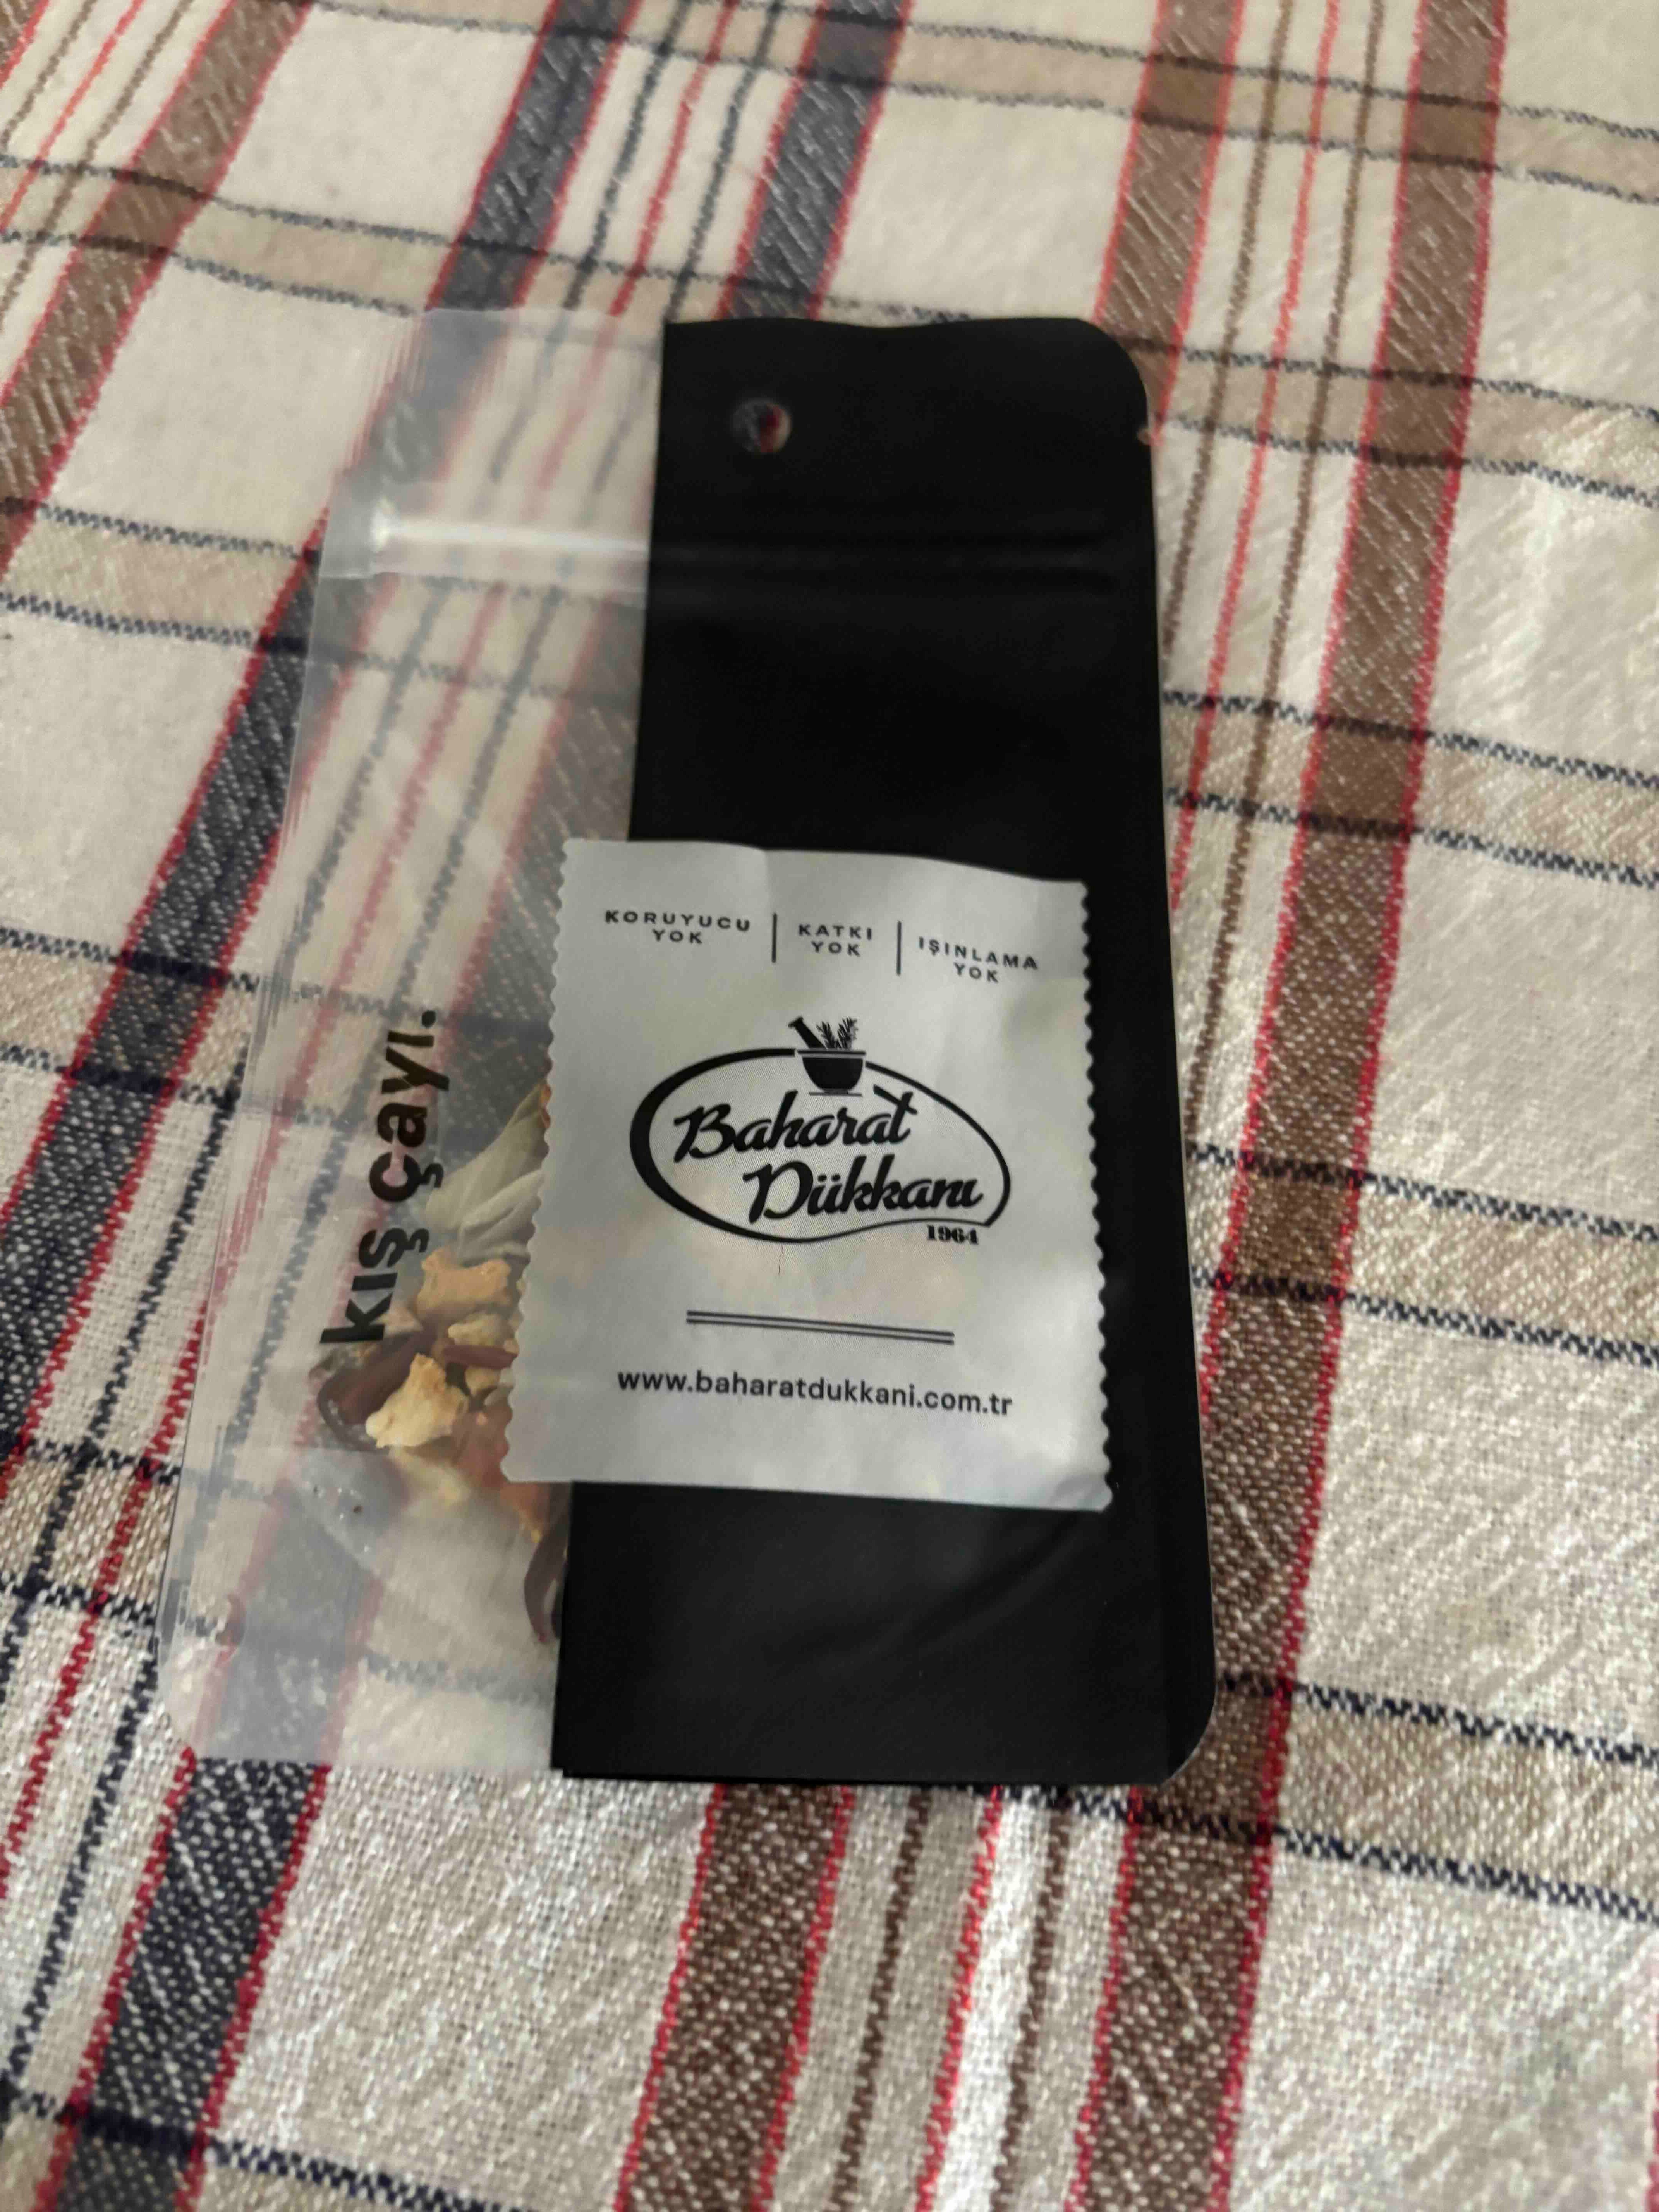 KORUYUCU
YOK
KATKI
YOK
IŞINLAMA
YOK
Baharat
Dükkanı
1964
www.baharatdukkani.com.tr
kış çayı.